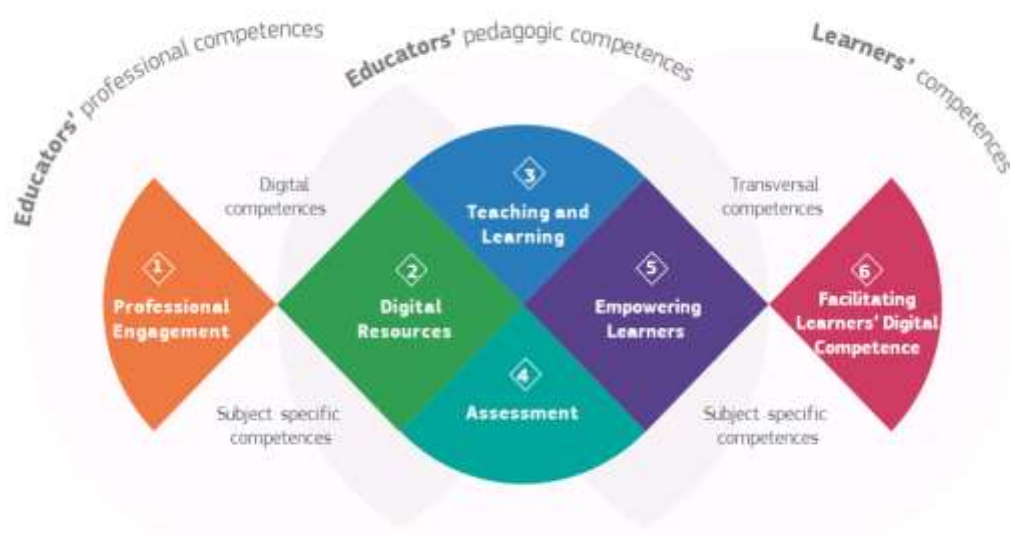 Educators' professional competences
Educators' pedagogic competences
Learners' competences
Digital
competences
Transversal
competences
1
Professional
Engagement
2
Digital
Resources
3
Teaching and
Learning
4
Assessment
5
Empowering
Learners
6
Facilitating
Learners' Digital
Competence
Subject specific
competences
Subject specific
competences